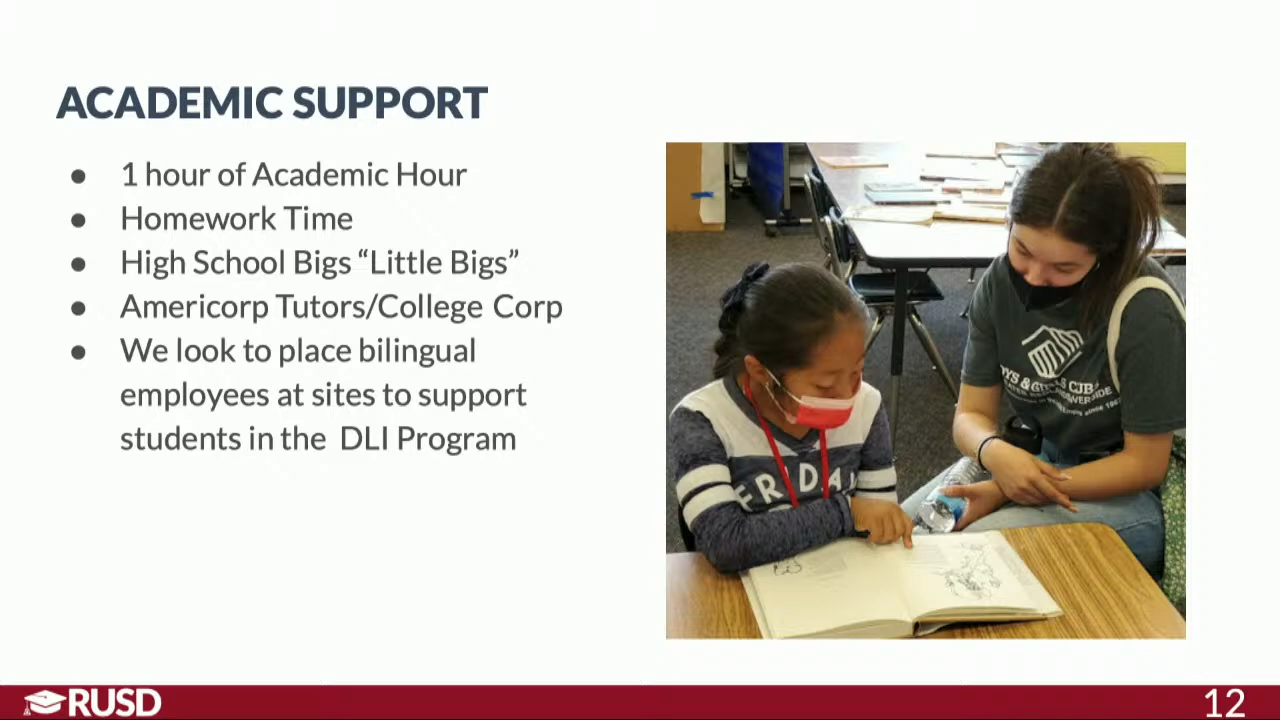 ACADEMIC SUPPORT
● 1 hour of Academic Hour
● Homework Time
● High School Bigs “Little Bigs”
● Americorp Tutors/College Corp
● We look to place bilingual
employees at sites to support
students in the DLI Program
FRIDA
RUSD
12